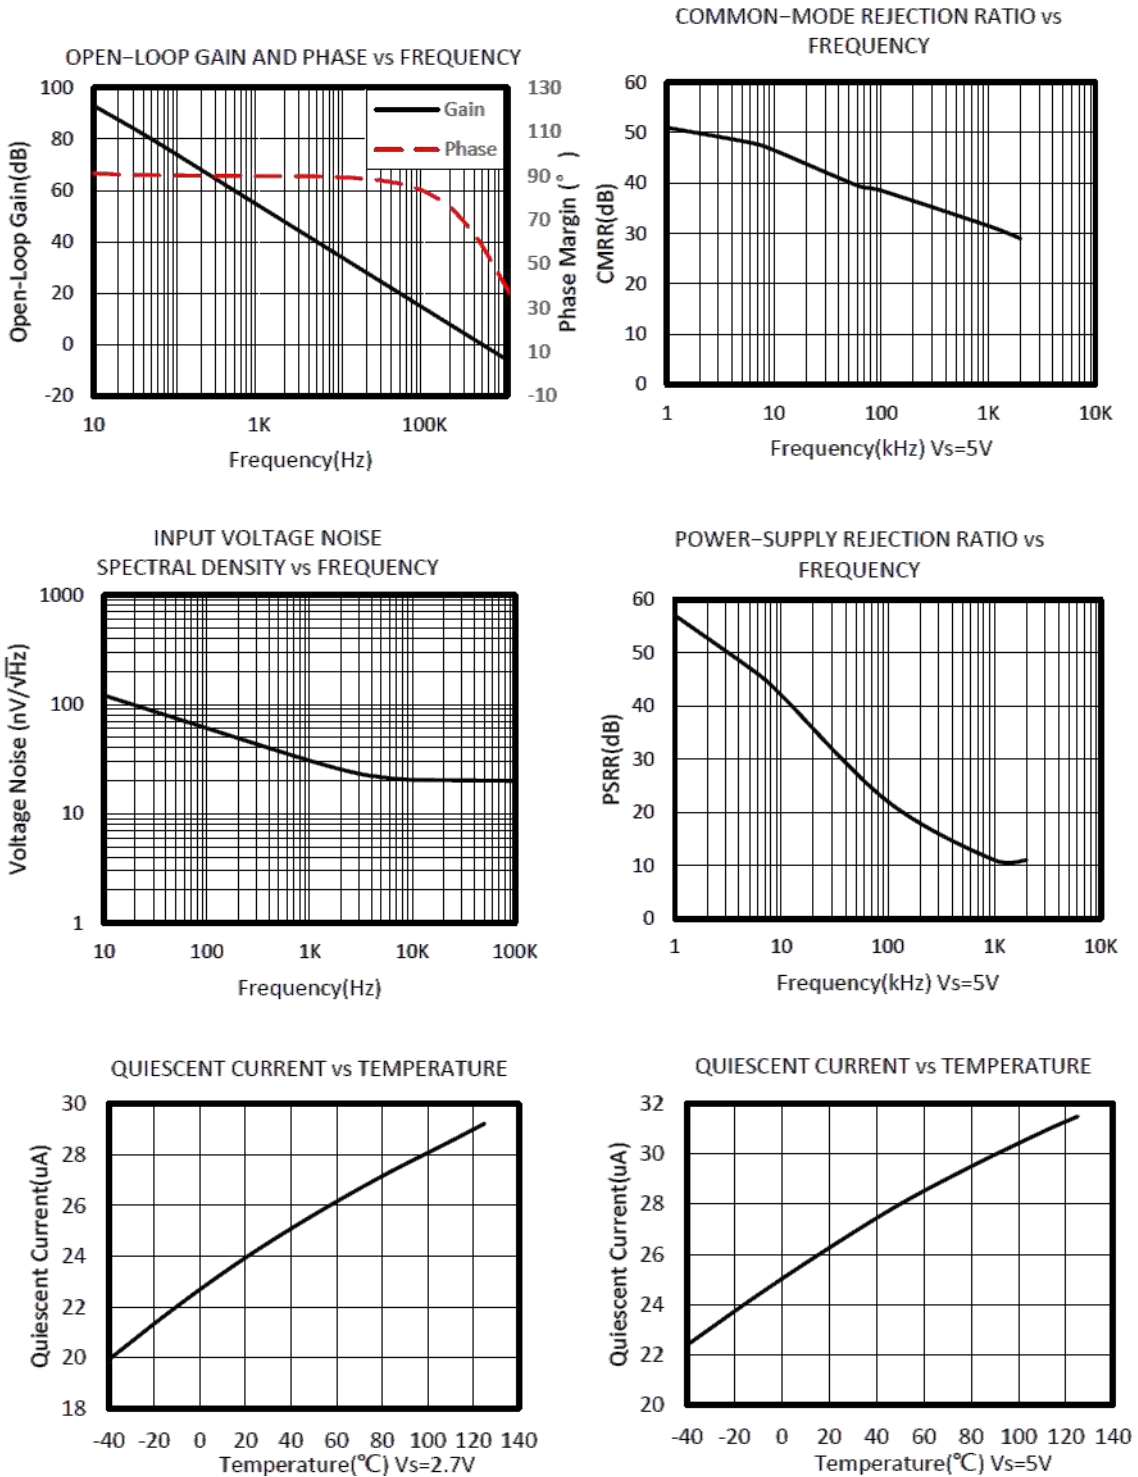 OPEN−LOOP GAIN AND PHASE vs FREQUENCY
100
80
60
40
20
0
-20
Open-Loop Gain(dB)
130
110
90
70
50
30
10
-10
Phase Margin (°)
Gain
Phase
10
1K
100K
Frequency(Hz)
COMMON−MODE REJECTION RATIO vs
FREQUENCY
60
50
40
30
20
10
0
CMRR(dB)
1
10
100
1K
10K
Frequency(kHz) Vs=5V
INPUT VOLTAGE NOISE
SPECTRAL DENSITY vs FREQUENCY
1000
100
10
1
Voltage Noise (nV/√Hz)
10
100
1K
10K
100K
Frequency(Hz)
POWER−SUPPLY REJECTION RATIO vs
FREQUENCY
60
50
40
30
20
10
0
PSRR(dB)
1
10
100
1K
10K
Frequency(kHz) Vs=5V
QUIESCENT CURRENT vs TEMPERATURE
30
28
26
24
22
20
18
Quiescent Current(uA)
-40 -20 0 20 40 60 80 100 120 140
Temperature(℃) Vs=2.7V
QUIESCENT CURRENT vs TEMPERATURE
32
30
28
26
24
22
20
Quiescent Current(uA)
-40 -20 0 20 40 60 80 100 120 140
Temperature(℃) Vs=5V